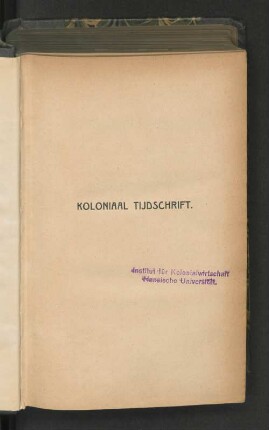 KOLONIAAL TIJDSCHRIFT.
Institut für Kolonialwirtschaft
Hansische Universität.